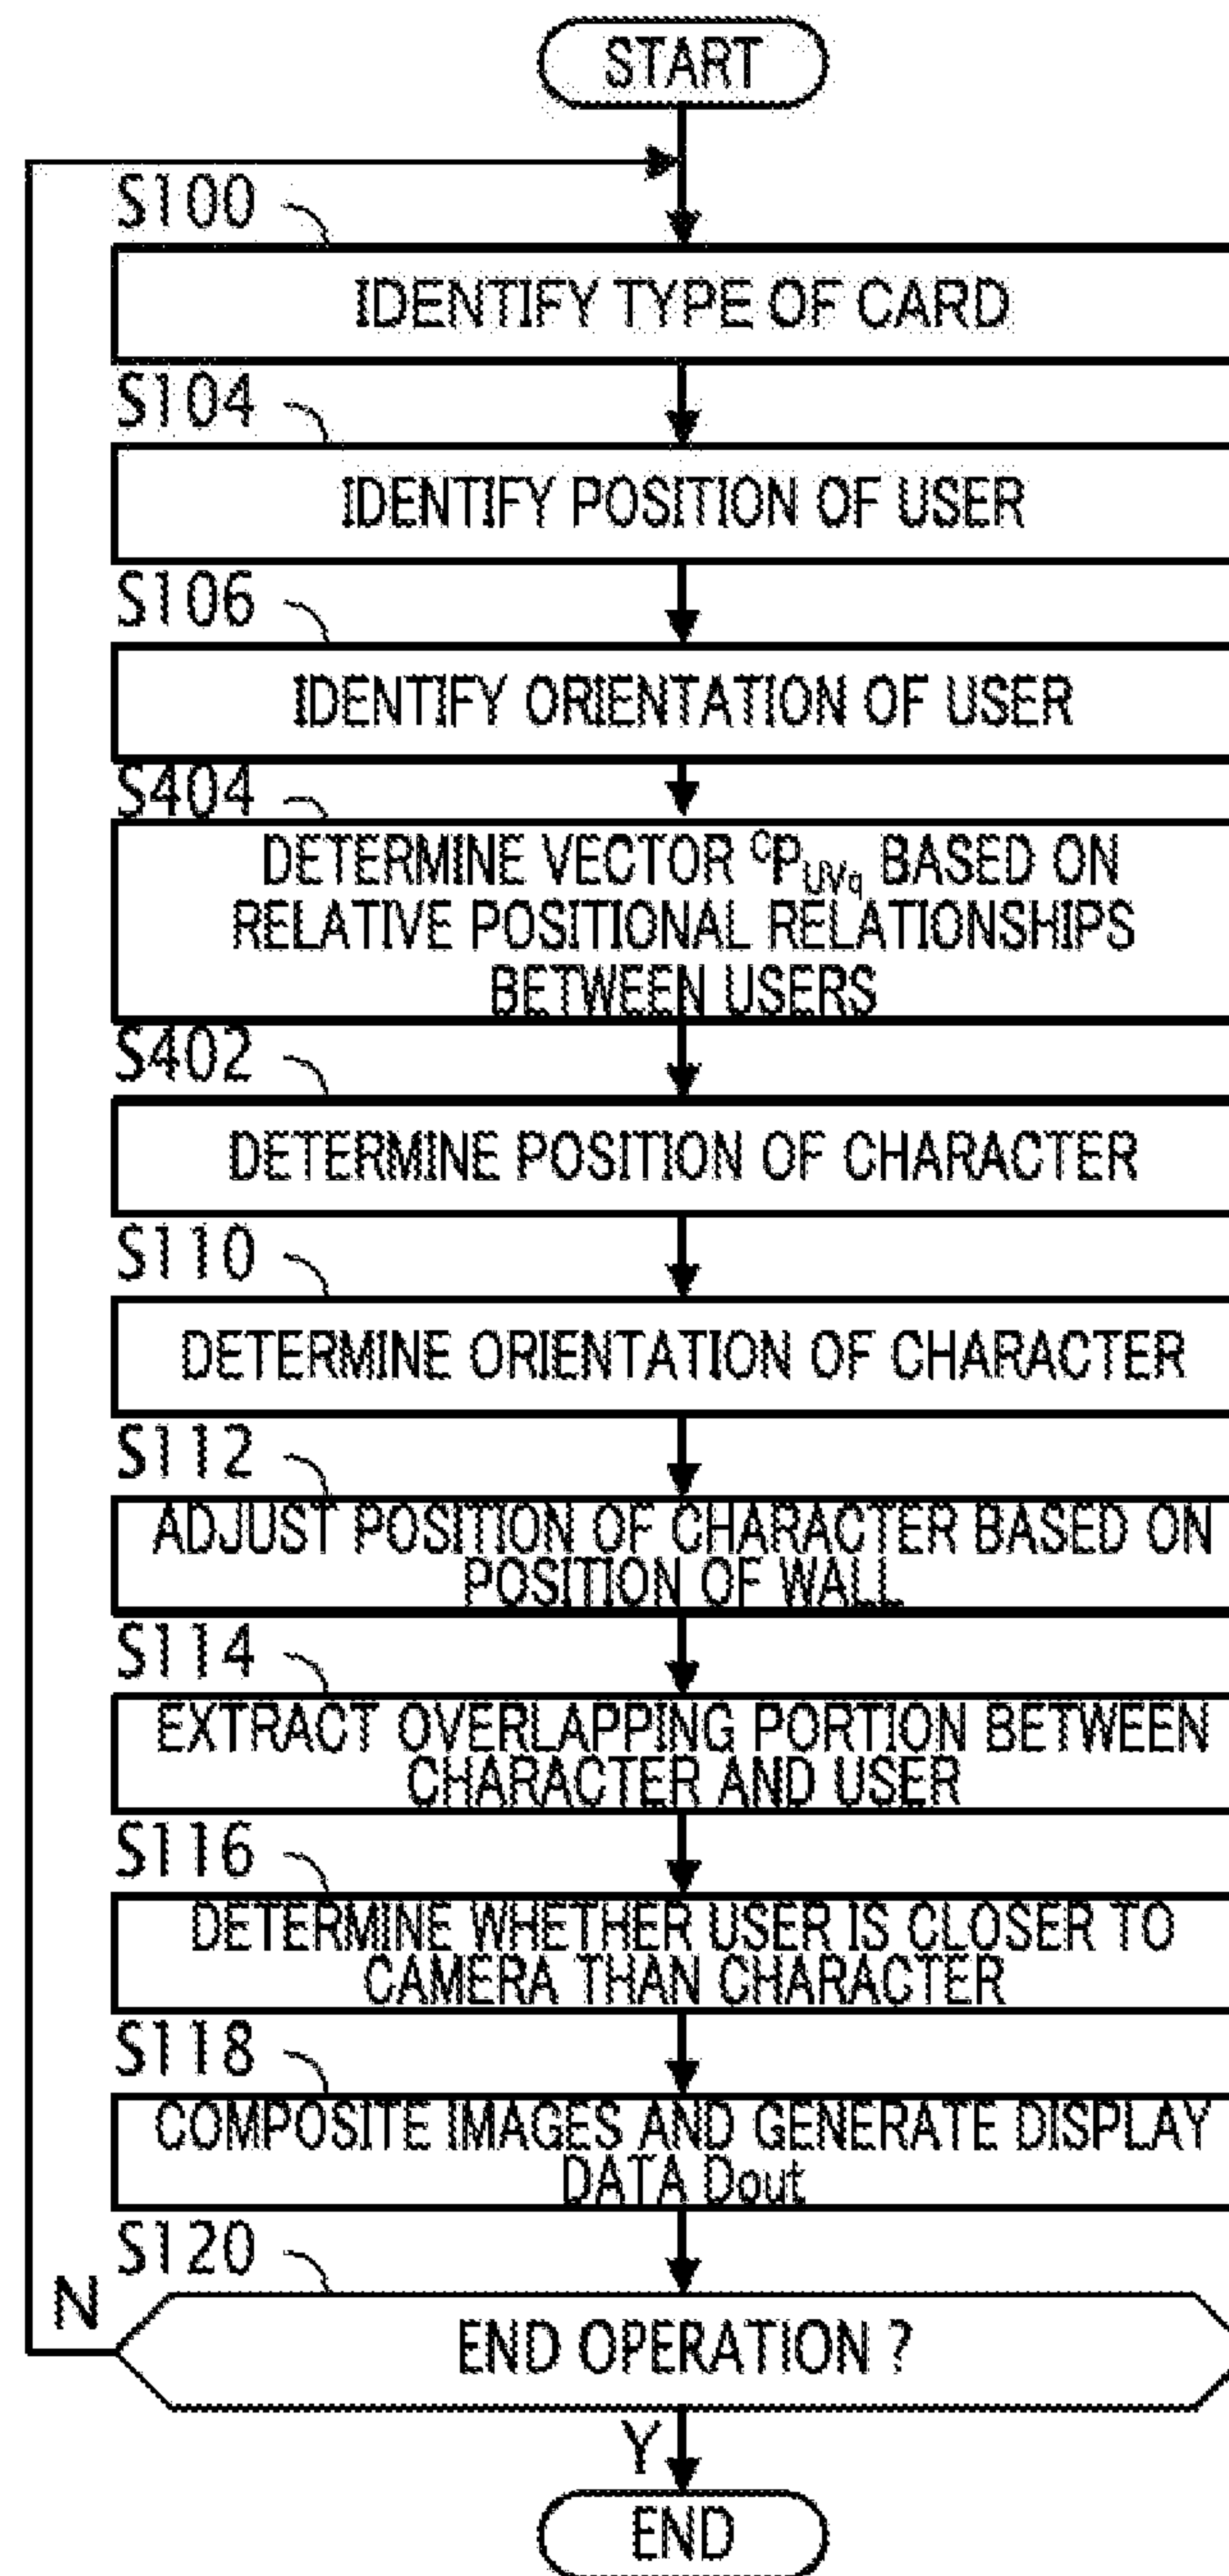 START
S100
IDENTIFY TYPE OF CARD
S104
IDENTIFY POSITION OF USER
S106
IDENTIFY ORIENTATION OF USER
S404
DETERMINE VECTOR ᶜP_UVq BASED ON
RELATIVE POSITIONAL RELATIONSHIPS
BETWEEN USERS
S402
DETERMINE POSITION OF CHARACTER
S110
DETERMINE ORIENTATION OF CHARACTER
S112
ADJUST POSITION OF CHARACTER BASED ON
POSITION OF WALL
S114
EXTRACT OVERLAPPING PORTION BETWEEN
CHARACTER AND USER
S116
DETERMINE WHETHER USER IS CLOSER TO
CAMERA THAN CHARACTER
S118
COMPOSITE IMAGES AND GENERATE DISPLAY
DATA Dout
S120
N
END OPERATION ?
Y
END